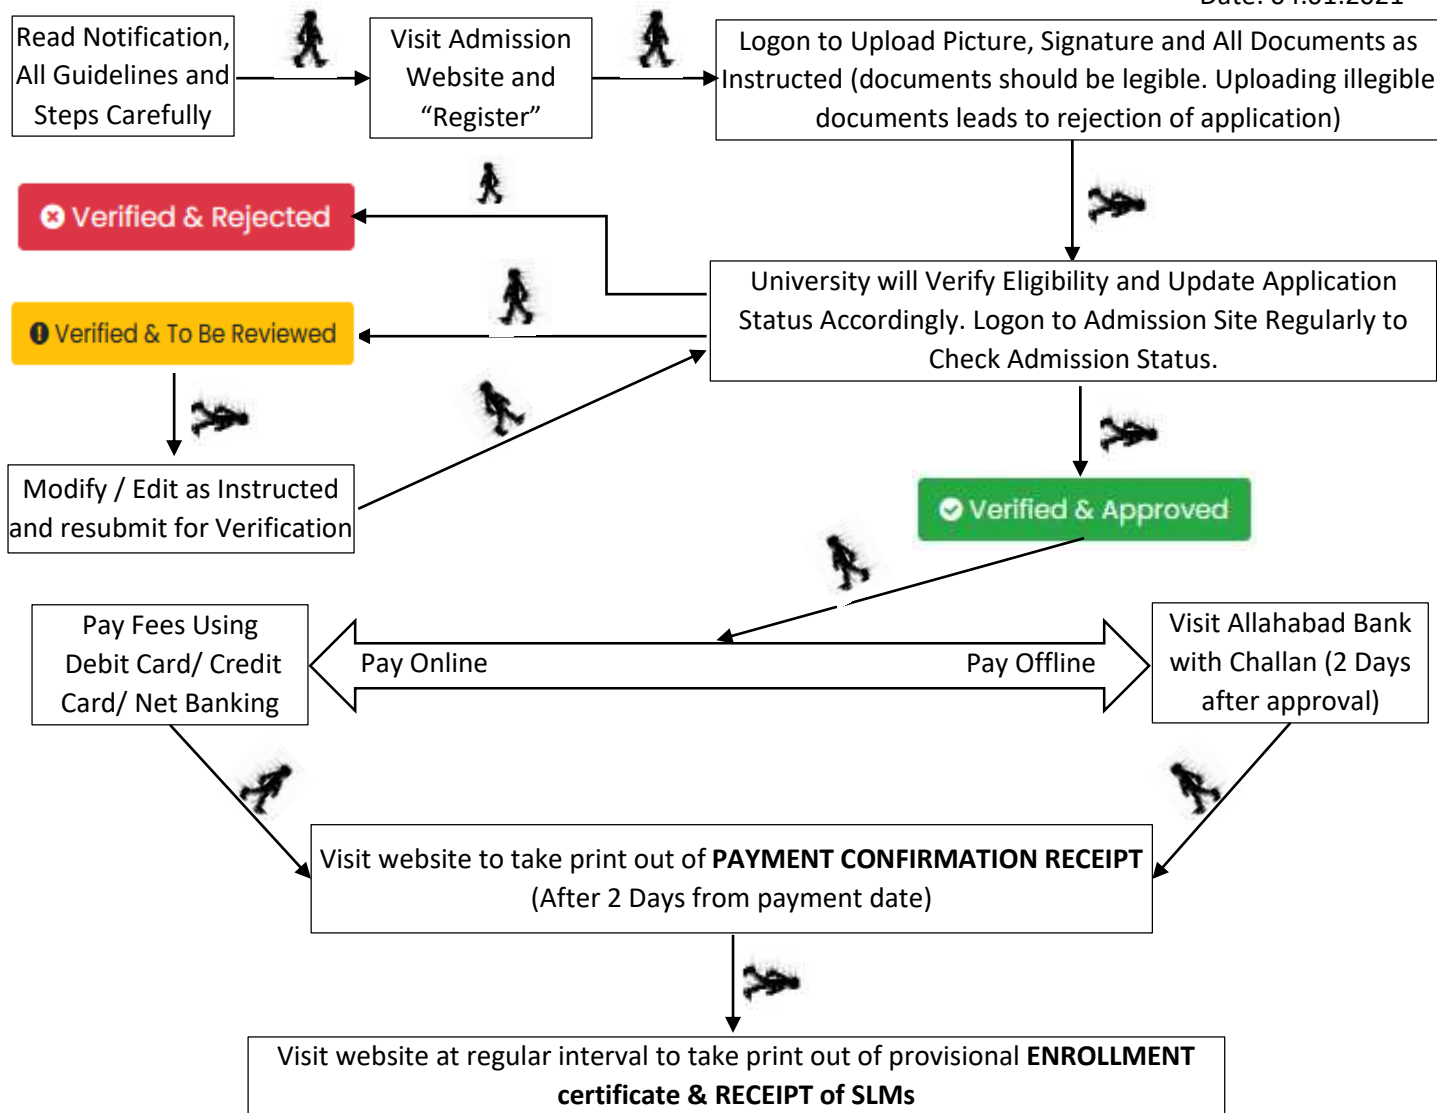 Date: 04.01.2021
Read Notification,
All Guidelines and
Steps Carefully
Visit Admission
Website and
“Register”
Logon to Upload Picture, Signature and All Documents as
Instructed (documents should be legible. Uploading illegible
documents leads to rejection of application)
Verified & Rejected
University will Verify Eligibility and Update Application
Status Accordingly. Logon to Admission Site Regularly to
Check Admission Status.
Verified & To Be Reviewed
Modify / Edit as Instructed
and resubmit for Verification
Verified & Approved
Pay Fees Using
Debit Card/ Credit
Card/ Net Banking
Pay Online
Pay Offline
Visit Allahabad Bank
with Challan (2 Days
after approval)
Visit website to take print out of PAYMENT CONFIRMATION RECEIPT
(After 2 Days from payment date)
Visit website at regular interval to take print out of provisional ENROLLMENT
certificate & RECEIPT of SLMs